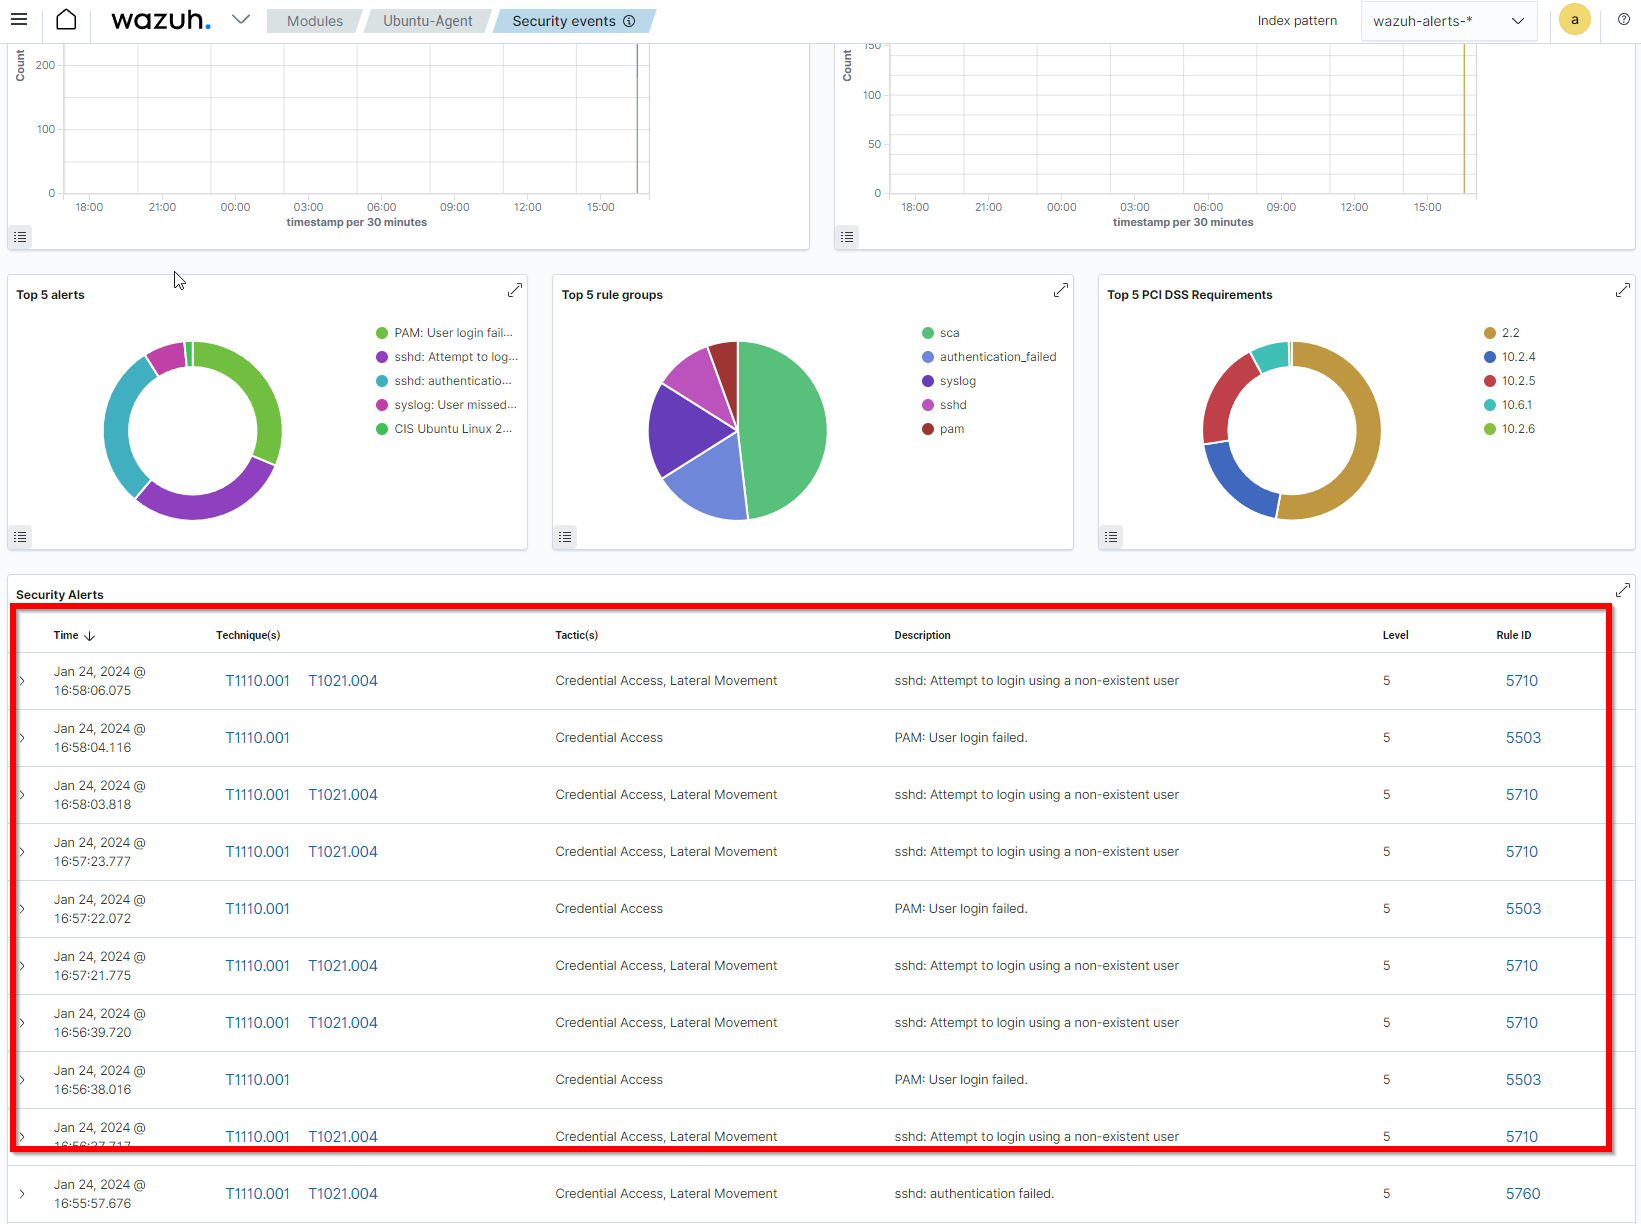 wazuh. Modules Ubuntu-Agent Security events Index pattern wazuh-alerts-* a
Count
200
100
0
18:00 21:00 00:00 03:00 06:00 09:00 12:00 15:00
timestamp per 30 minutes
Count
150
100
50
0
18:00 21:00 00:00 03:00 06:00 09:00 12:00 15:00
timestamp per 30 minutes
Top 5 alerts
PAM: User login fail...
sshd: Attempt to log...
sshd: authenticatio...
syslog: User missed...
CIS Ubuntu Linux 2...
Top 5 rule groups
sca
authentication_failed
syslog
sshd
pam
Top 5 PCI DSS Requirements
2.2
10.2.4
10.2.5
10.6.1
10.2.6
Security Alerts
Time Technique(s) Tactic(s) Description Level Rule ID
Jan 24, 2024 @
16:58:06.075 T1110.001 T1021.004 Credential Access, Lateral Movement sshd: Attempt to login using a non-existent user 5 5710
Jan 24, 2024 @
16:58:04.116 T1110.001 Credential Access PAM: User login failed. 5 5503
Jan 24, 2024 @
16:58:03.818 T1110.001 T1021.004 Credential Access, Lateral Movement sshd: Attempt to login using a non-existent user 5 5710
Jan 24, 2024 @
16:57:23.777 T1110.001 T1021.004 Credential Access, Lateral Movement sshd: Attempt to login using a non-existent user 5 5710
Jan 24, 2024 @
16:57:22.072 T1110.001 Credential Access PAM: User login failed. 5 5503
Jan 24, 2024 @
16:57:21.775 T1110.001 T1021.004 Credential Access, Lateral Movement sshd: Attempt to login using a non-existent user 5 5710
Jan 24, 2024 @
16:56:39.720 T1110.001 T1021.004 Credential Access, Lateral Movement sshd: Attempt to login using a non-existent user 5 5710
Jan 24, 2024 @
16:56:38.016 T1110.001 Credential Access PAM: User login failed. 5 5503
Jan 24, 2024 @
16:56:37.717 T1110.001 T1021.004 Credential Access, Lateral Movement sshd: Attempt to login using a non-existent user 5 5710
Jan 24, 2024 @
16:55:57.676 T1110.001 T1021.004 Credential Access, Lateral Movement sshd: authentication failed. 5 5760